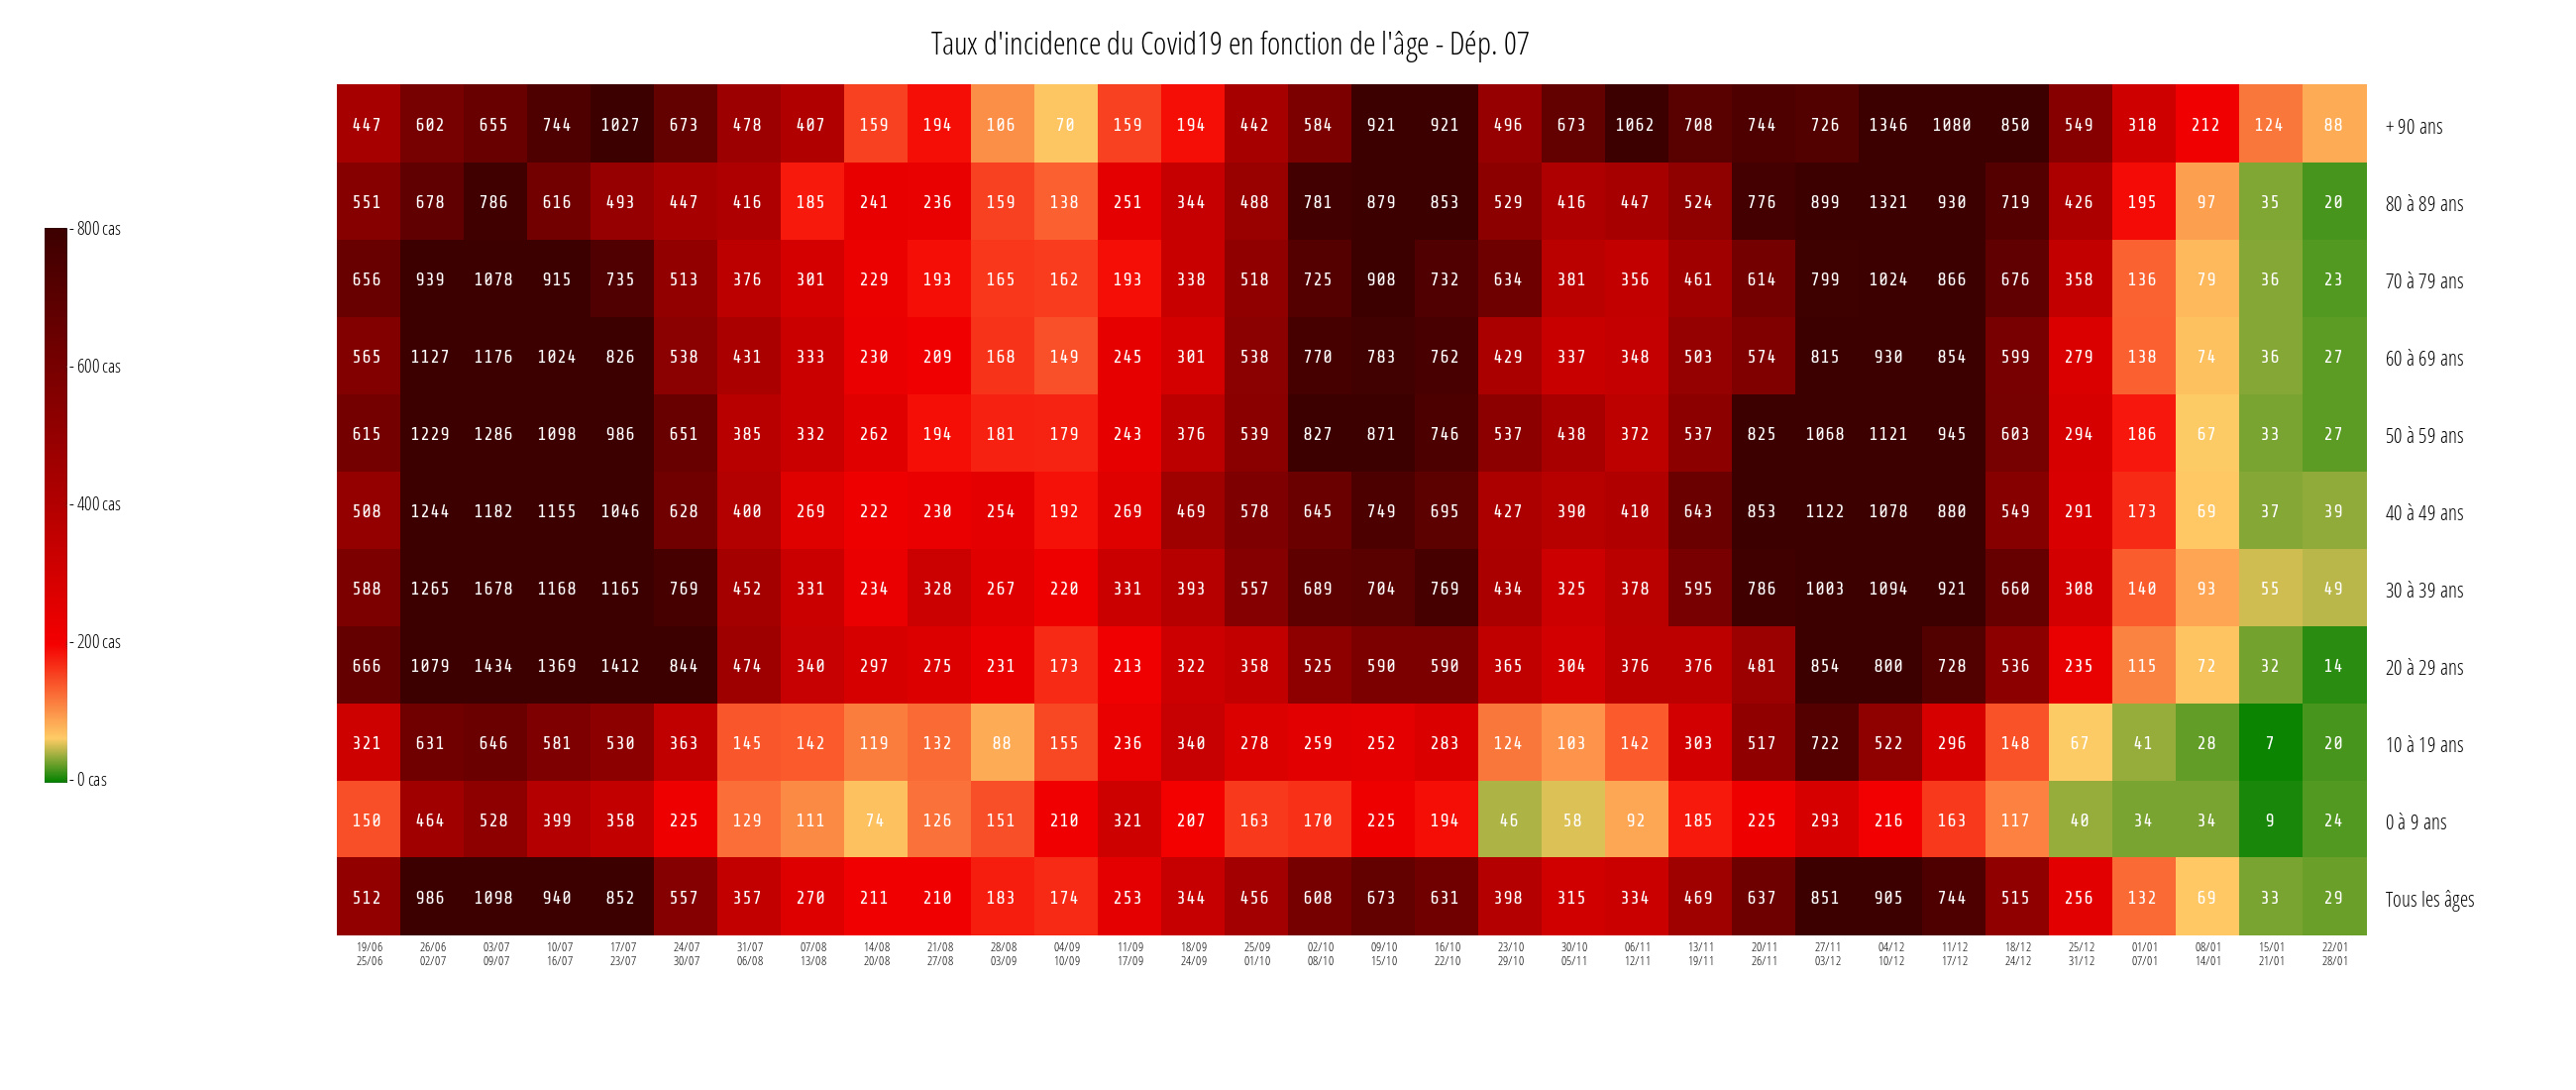 Taux d'incidence du Covid19 en fonction de l'âge - Dép. 07
447 602 655 744 1027 673 478 407 159 194 106 70 159 194 442 584 921 921 496 673 1062 708 744 726 1346 1080 850 549 318 212 124 88 + 90 ans
551 678 786 616 493 447 416 185 241 236 159 138 251 344 488 781 879 853 529 416 447 524 776 899 1321 930 719 426 195 97 35 20 80 à 89 ans
656 939 1078 915 735 513 376 301 229 193 165 162 193 338 518 725 908 732 634 381 356 461 614 799 1024 866 676 358 136 79 36 23 70 à 79 ans
565 1127 1176 1024 826 538 431 333 230 209 168 149 245 301 538 770 783 762 429 337 348 503 574 815 930 854 599 279 138 74 36 27 60 à 69 ans
615 1229 1286 1098 986 651 385 332 262 194 181 179 243 376 539 827 871 746 537 438 372 537 825 1068 1121 945 603 294 186 67 33 27 50 à 59 ans
508 1244 1182 1155 1046 628 400 269 222 230 254 192 269 469 578 645 749 695 427 390 410 643 853 1122 1078 880 549 291 173 69 37 39 40 à 49 ans
588 1265 1678 1168 1165 769 452 331 234 328 267 220 331 393 557 689 704 769 434 325 378 595 786 1003 1094 921 660 308 140 93 55 49 30 à 39 ans
666 1079 1434 1369 1412 844 474 340 297 275 231 173 213 322 358 525 590 590 365 304 376 376 481 854 800 728 536 235 115 72 32 14 20 à 29 ans
321 631 646 581 530 363 145 142 119 132 88 155 236 340 278 259 252 283 124 103 142 303 517 722 522 296 148 67 41 28 7 20 10 à 19 ans
150 464 528 399 358 225 129 111 74 126 151 210 321 207 163 170 225 194 46 58 92 185 225 293 216 163 117 40 34 34 9 24 0 à 9 ans
512 986 1098 940 852 557 357 270 211 210 183 174 253 344 456 608 673 631 398 315 334 469 637 851 905 744 515 256 132 69 33 29 Tous les âges
19/06 26/06 03/07 10/07 17/07 24/07 31/07 07/08 14/08 21/08 28/08 04/09 11/09 18/09 25/09 02/10 09/10 16/10 23/10 30/10 06/11 13/11 20/11 27/11 04/12 11/12 18/12 25/12 01/01 08/01 15/01 22/01
25/06 02/07 09/07 16/07 23/07 30/07 06/08 13/08 20/08 27/08 03/09 10/09 17/09 24/09 01/10 08/10 15/10 22/10 29/10 05/11 12/11 19/11 26/11 03/12 10/12 17/12 24/12 31/12 07/01 14/01 21/01 28/01
- 800 cas
- 600 cas
- 400 cas
- 200 cas
- 0 cas